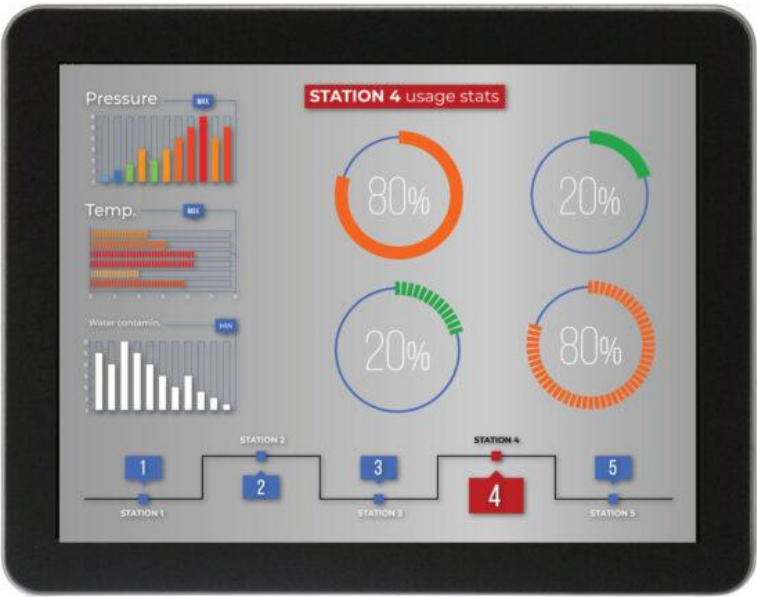 Pressure
MAX
STATION 4 usage stats
80%
20%
Temp.
MAX
20%
80%
Water contamin.
MIN
STATION 2
STATION 4
1
3
5
2
4
STATION 1
STATION 3
STATION 5